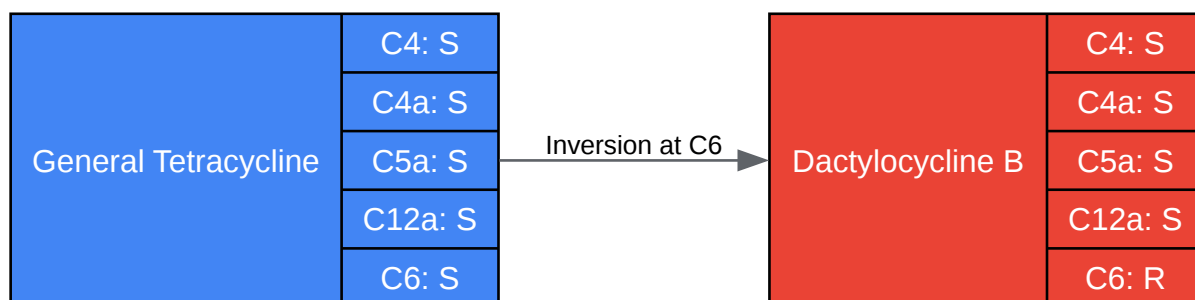 General Tetracycline
C4: S
C4a: S
C5a: S
C12a: S
C6: S
Inversion at C6
Dactylocycline B
C4: S
C4a: S
C5a: S
C12a: S
C6: R